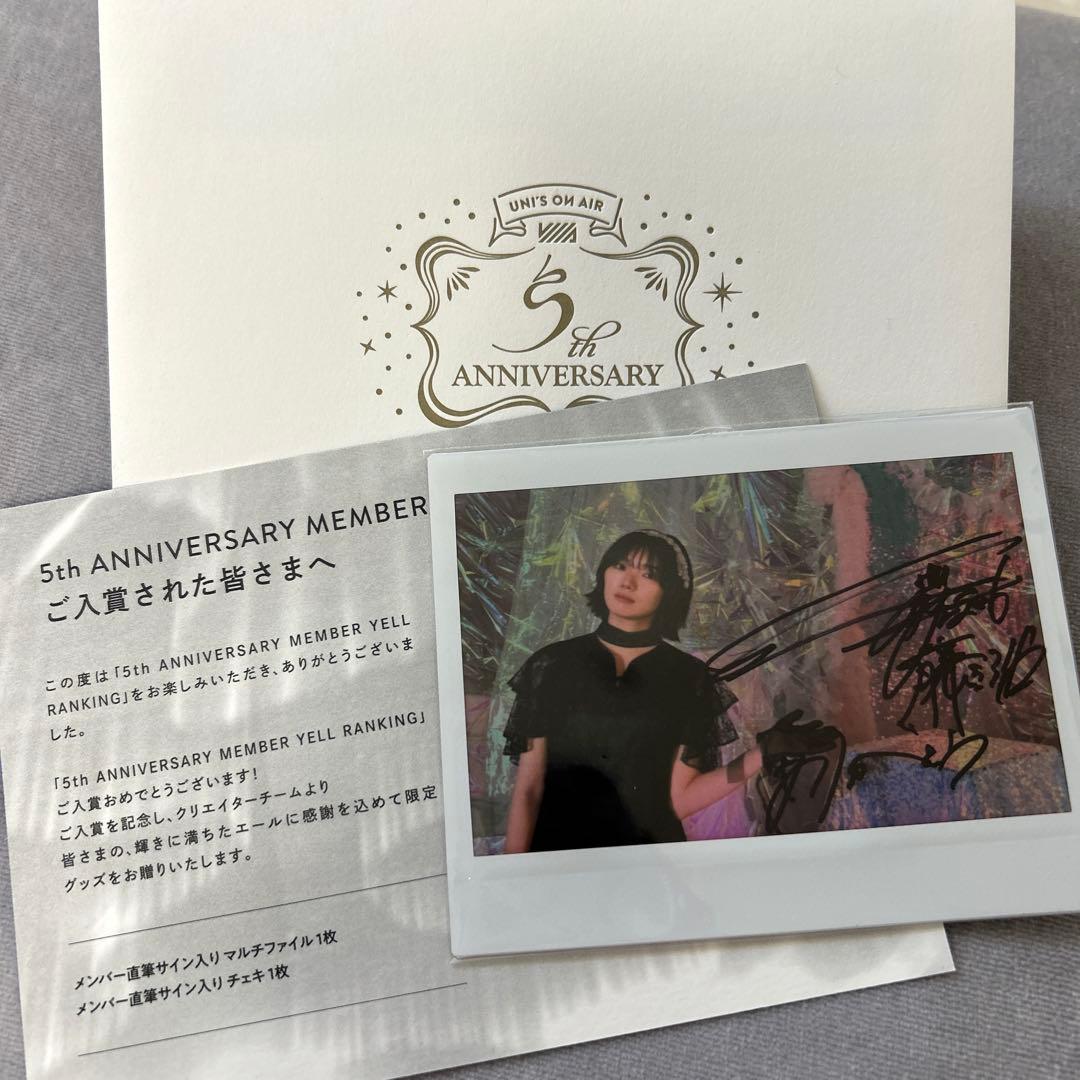 UNI'S ON AIR
5th
ANNIVERSARY
5th ANNIVERSARY MEMBER
ご入賞された皆さまへ
この度は「5th ANNIVERSARY MEMBER YELL
RANKING」をお楽しみいただき、ありがとうございま
した。
「5th ANNIVERSARY MEMBER YELL RANKING」
ご入賞おめでとうございます!
ご入賞を記念し、クリエイターチームより
皆さまの、輝きに満ちたエールに感謝を込めて限定
グッズをお贈りいたします。
メンバー直筆サイン入り マルチファイル 1枚
メンバー直筆サイン入り チェキ 1枚